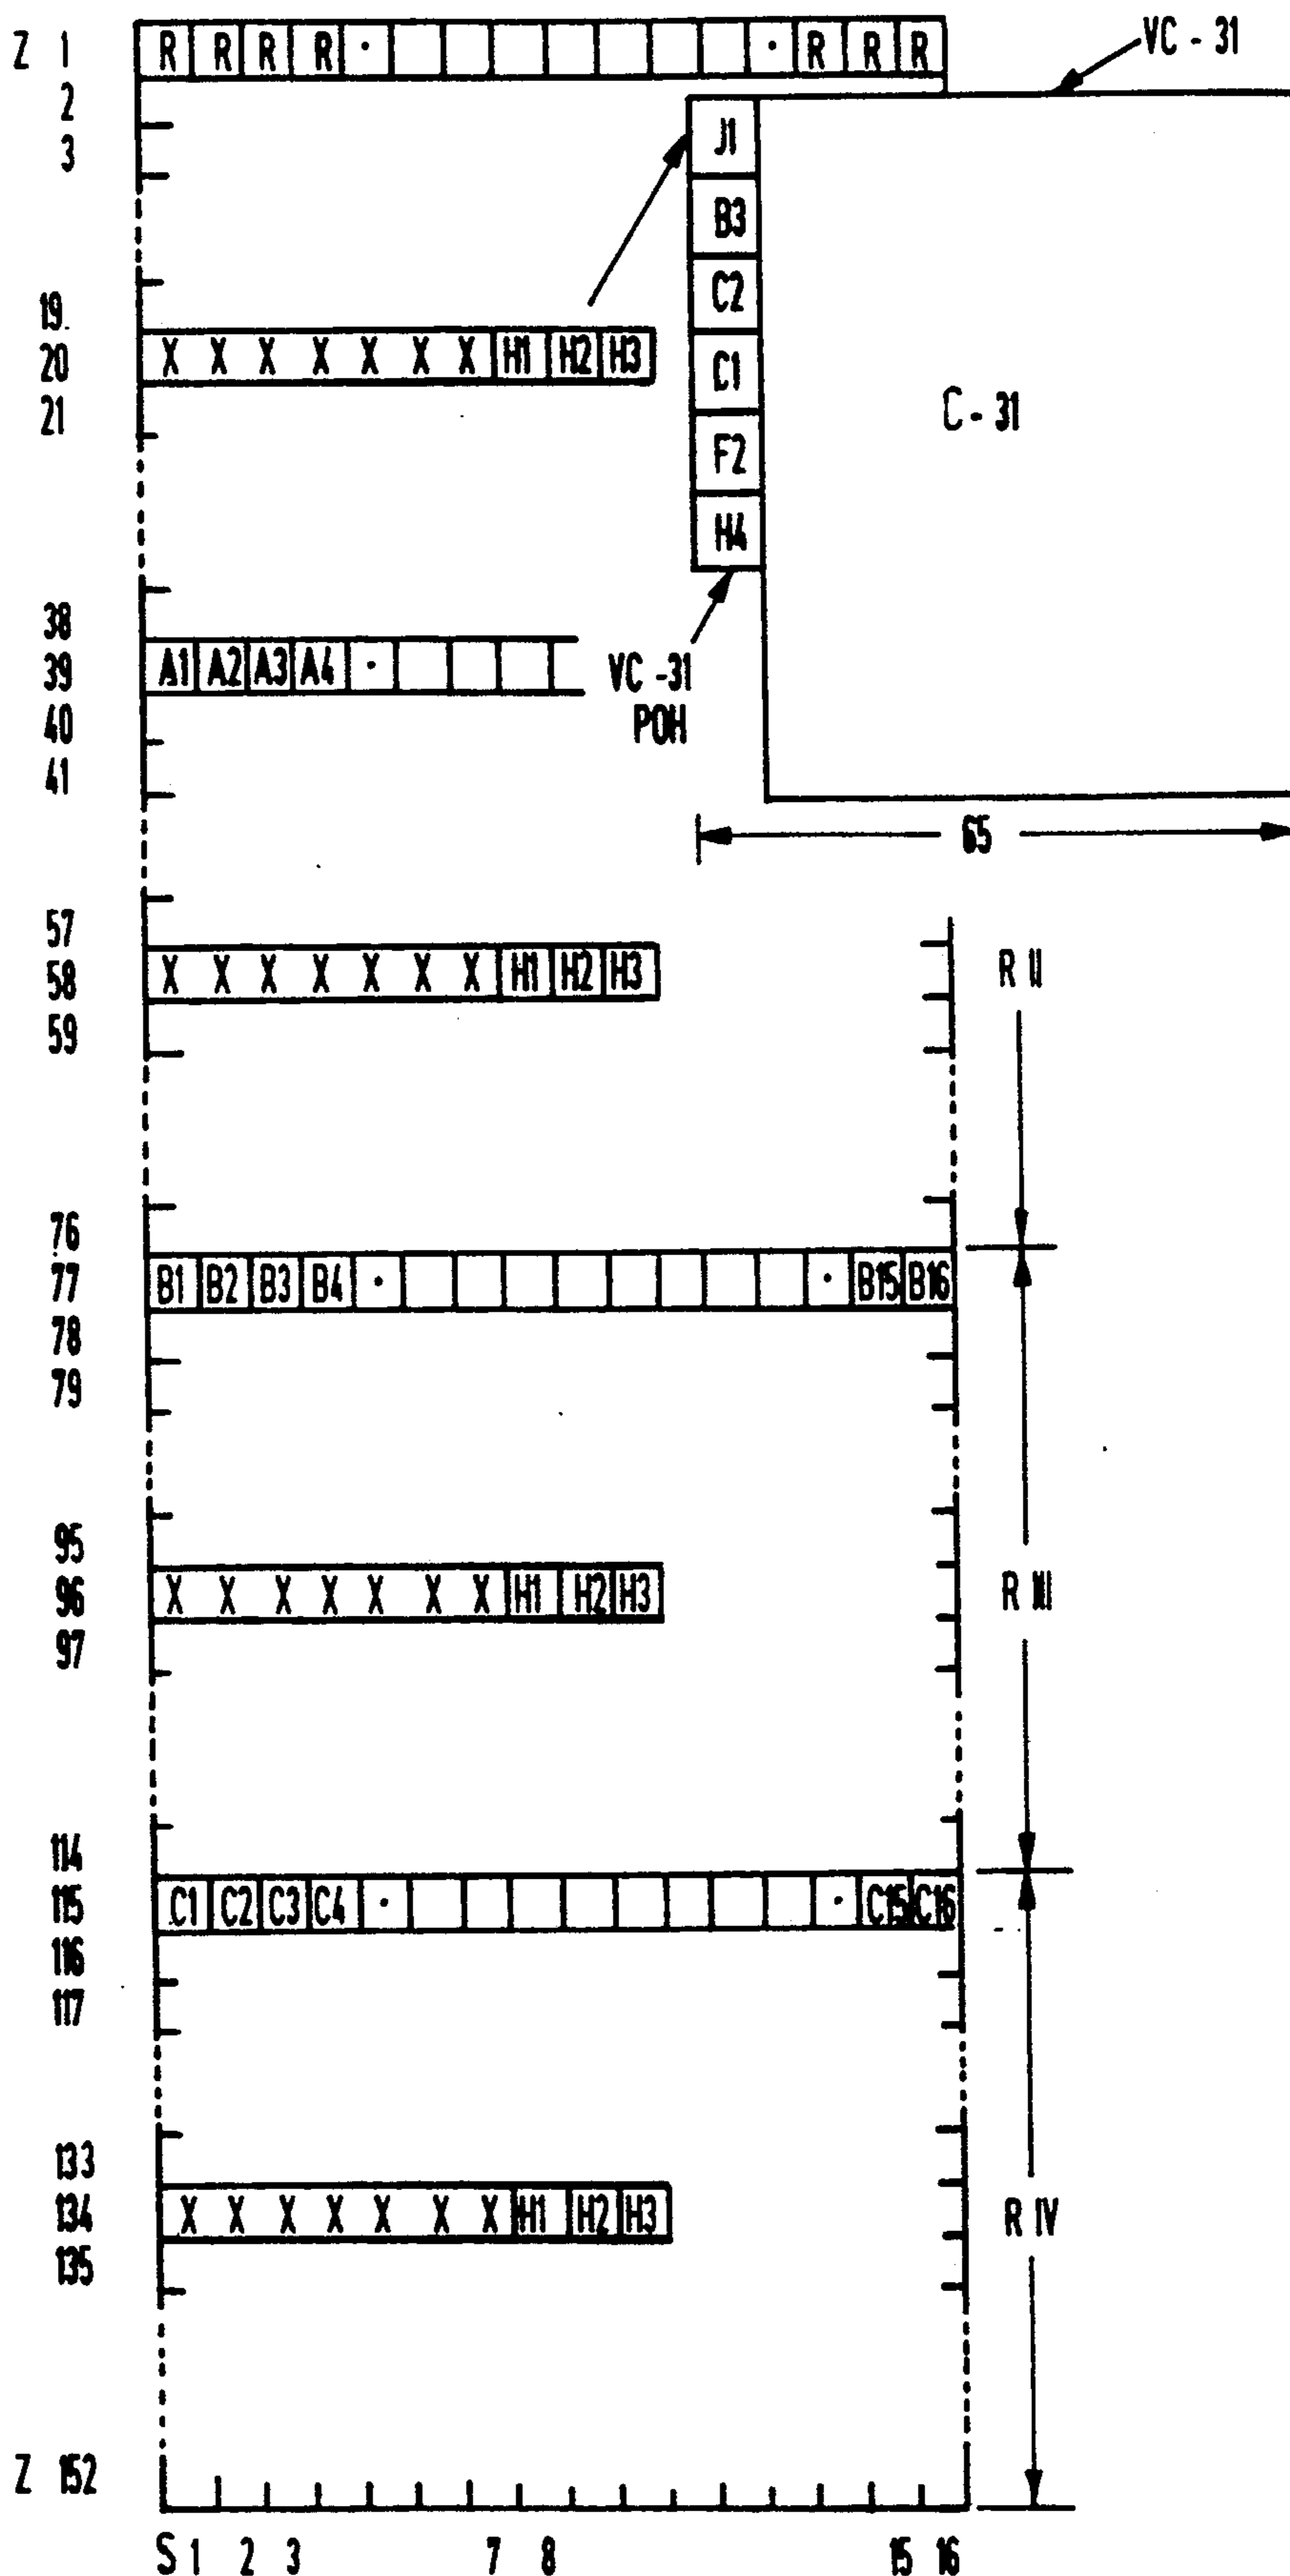 Z 1 R R R R · · R R R
VC - 31
2
3
J1
B3
C2
C1
F2
H4
C - 31
19
20 X X X X X X X H1 H2 H3
21
38
39 A1 A2 A3 A4 ·
40
41
VC -31
POH
65
57
58 X X X X X X X H1 H2 H3
59
R II
76
77 B1 B2 B3 B4 · · B15 B16
78
79
95
96 X X X X X X X H1 H2 H3
97
R III
114
115 C1 C2 C3 C4 · · C15 C16
116
117
133
134 X X X X X X X H1 H2 H3
135
R IV
Z 152
S 1 2 3 7 8 15 16